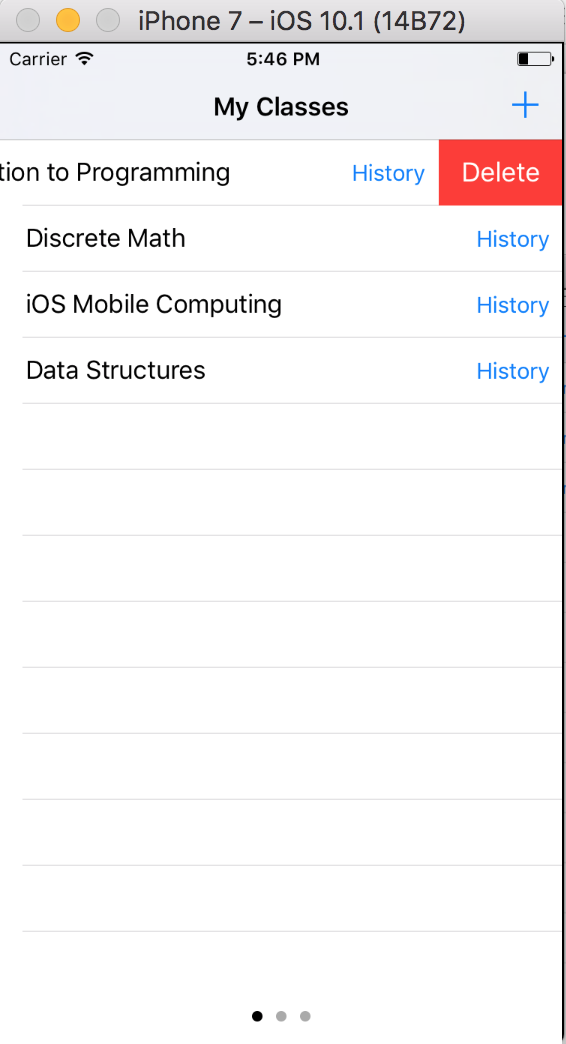 iPhone 7 – iOS 10.1 (14B72)
Carrier 5:46 PM
My Classes +
tion to Programming History Delete
Discrete Math History
iOS Mobile Computing History
Data Structures History